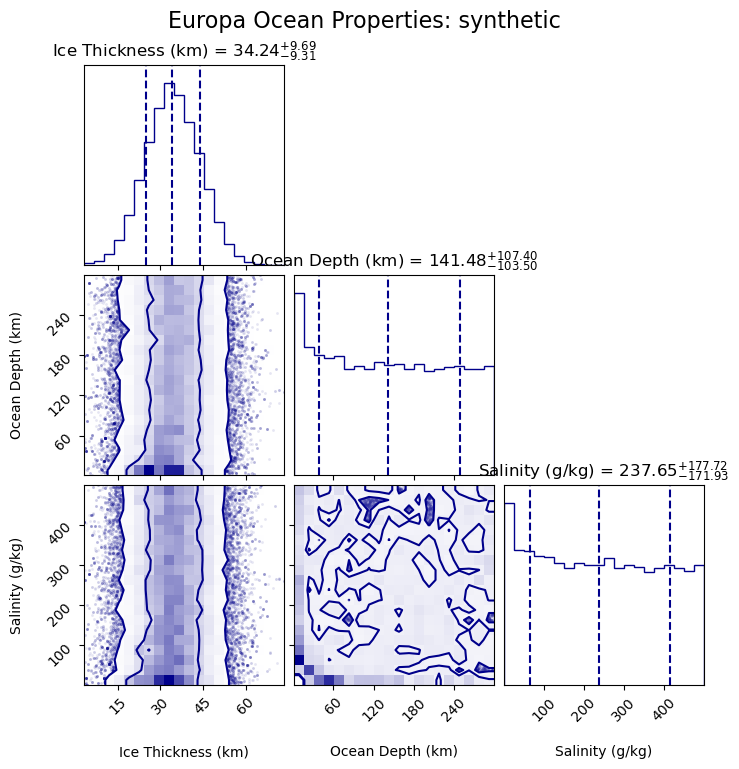 Europa Ocean Properties: synthetic
Ice Thickness (km) = 34.24+9.69−9.31
Ocean Depth (km) = 141.48+107.40−103.50
Ocean Depth (km)
240
180
120
60
Salinity (g/kg) = 237.65+177.72−171.93
Salinity (g/kg)
400
300
200
100
15 30 45 60
60 120 180 240
100 200 300 400
Ice Thickness (km)
Ocean Depth (km)
Salinity (g/kg)